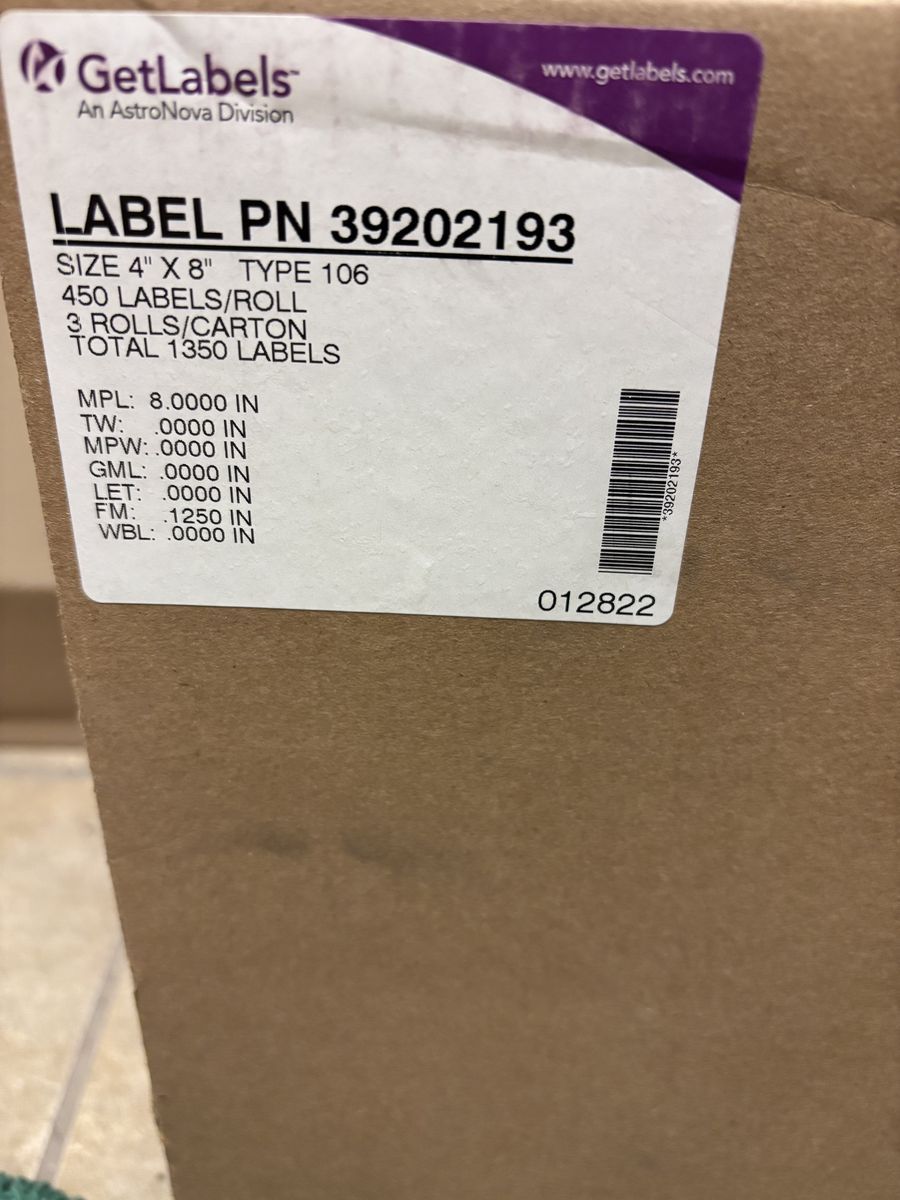 GetLabels™
An AstroNova Division
www.getlabels.com
LABEL PN 39202193
SIZE 4" X 8" TYPE 106
450 LABELS/ROLL
3 ROLLS/CARTON
TOTAL 1350 LABELS
MPL: 8.0000 IN
TW: .0000 IN
MPW: .0000 IN
GML: .0000 IN
LET: .0000 IN
FM: .1250 IN
WBL: .0000 IN
*39202193*
012822